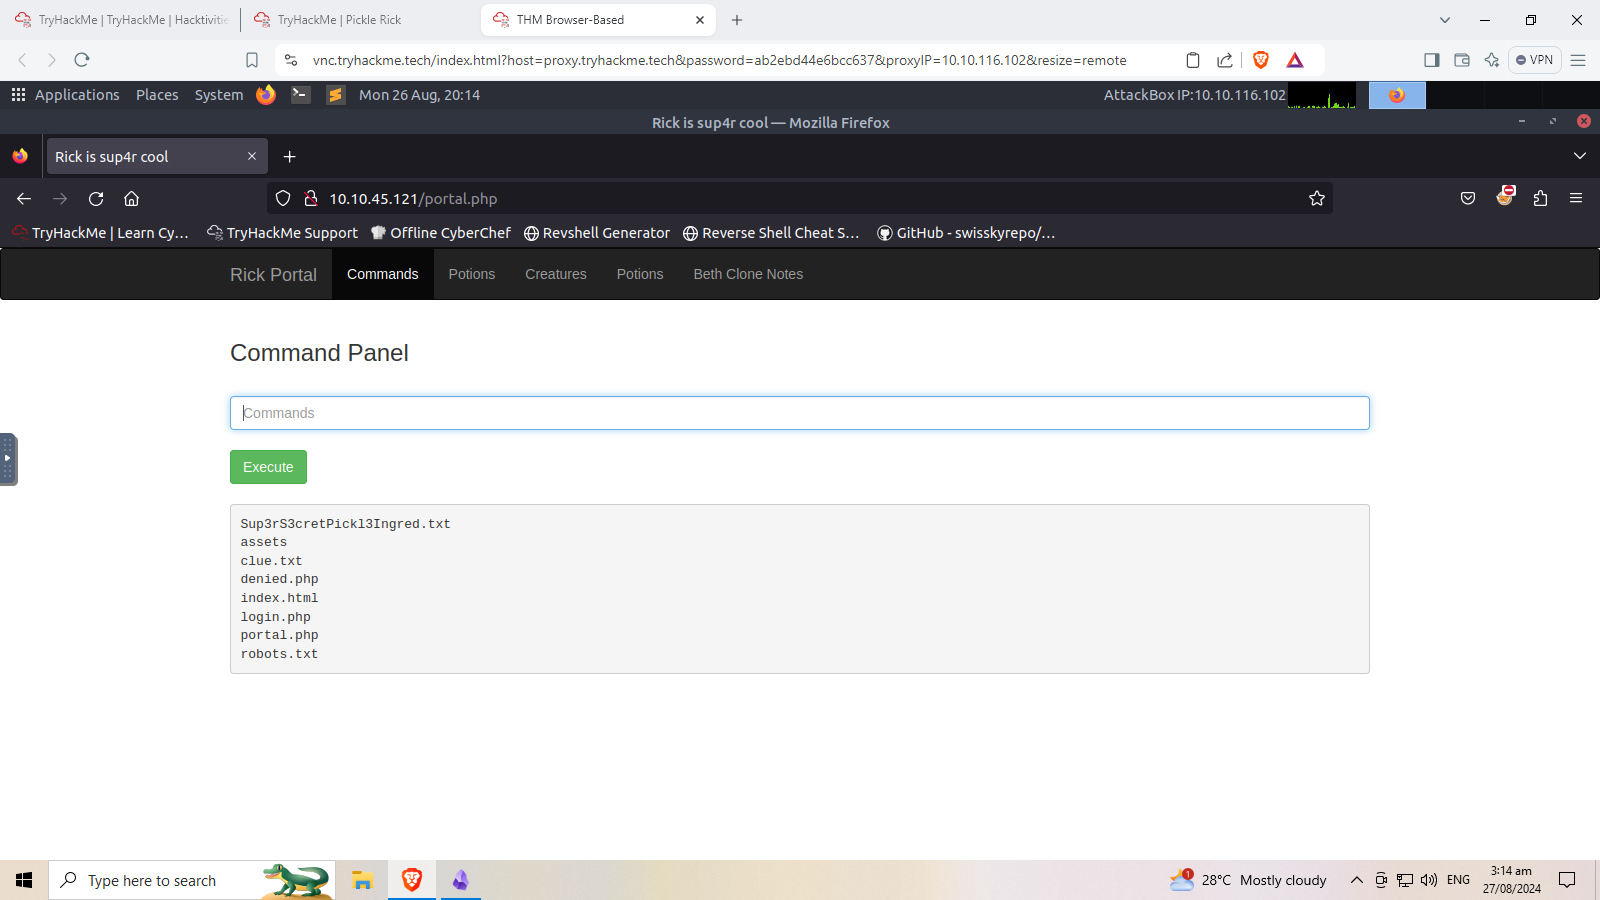 TryHackMe | TryHackMe | Hacktivitie
TryHackMe | Pickle Rick
THM Browser-Based
vnc.tryhackme.tech/index.html?host=proxy.tryhackme.tech&password=ab2ebd44e6bcc637&proxyIP=10.10.116.102&resize=remote
VPN
Applications Places System Mon 26 Aug, 20:14 AttackBox IP:10.10.116.102
Rick is sup4r cool — Mozilla Firefox
Rick is sup4r cool
10.10.45.121/portal.php
TryHackMe | Learn Cy… TryHackMe Support Offline CyberChef Revshell Generator Reverse Shell Cheat S… GitHub - swisskyrepo/…
Rick Portal Commands Potions Creatures Potions Beth Clone Notes
Command Panel
Commands
Execute
Sup3rS3cretPickl3Ingred.txt
assets
clue.txt
denied.php
index.html
login.php
portal.php
robots.txt
Type here to search
1
28°C Mostly cloudy
ENG
3:14 am
27/08/2024